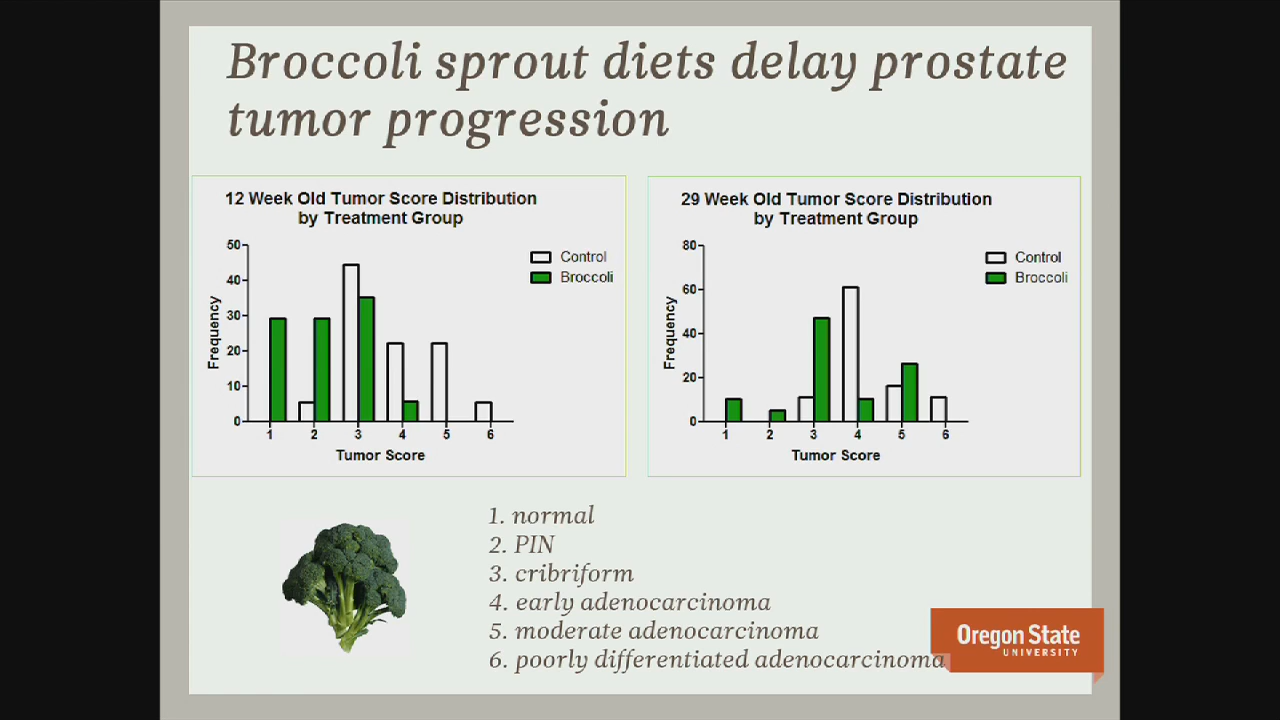 Broccoli sprout diets delay prostate
tumor progression
12 Week Old Tumor Score Distribution
by Treatment Group
50
40
30
20
10
0
Frequency
1 2 3 4 5 6
Tumor Score
Control
Broccoli
29 Week Old Tumor Score Distribution
by Treatment Group
80
60
40
20
0
Frequency
1 2 3 4 5 6
Tumor Score
Control
Broccoli
1. normal
2. PIN
3. cribriform
4. early adenocarcinoma
5. moderate adenocarcinoma
6. poorly differentiated adenocarcinoma
Oregon State
UNIVERSITY